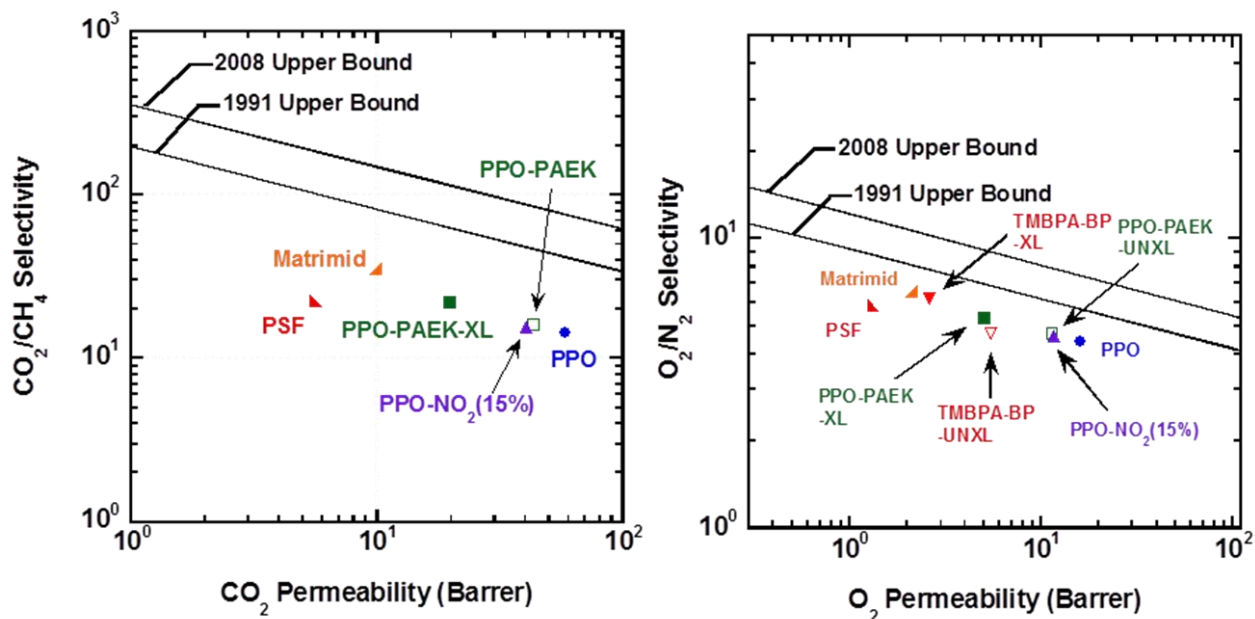 10³
2008 Upper Bound
1991 Upper Bound
PPO-PAEK
10²
Matrimid
PSF
PPO-PAEK-XL
PPO
10¹
PPO-NO₂(15%)
10⁰
10⁰
10¹
10²
CO₂/CH₄ Selectivity
CO₂ Permeability (Barrer)
2008 Upper Bound
1991 Upper Bound
TMBPA-BP
-XL
PPO-PAEK
-UNXL
10¹
Matrimid
PSF
PPO
PPO-PAEK
-XL
TMBPA-BP
-UNXL
PPO-NO₂(15%)
10⁰
10⁰
10¹
10²
O₂/N₂ Selectivity
O₂ Permeability (Barrer)